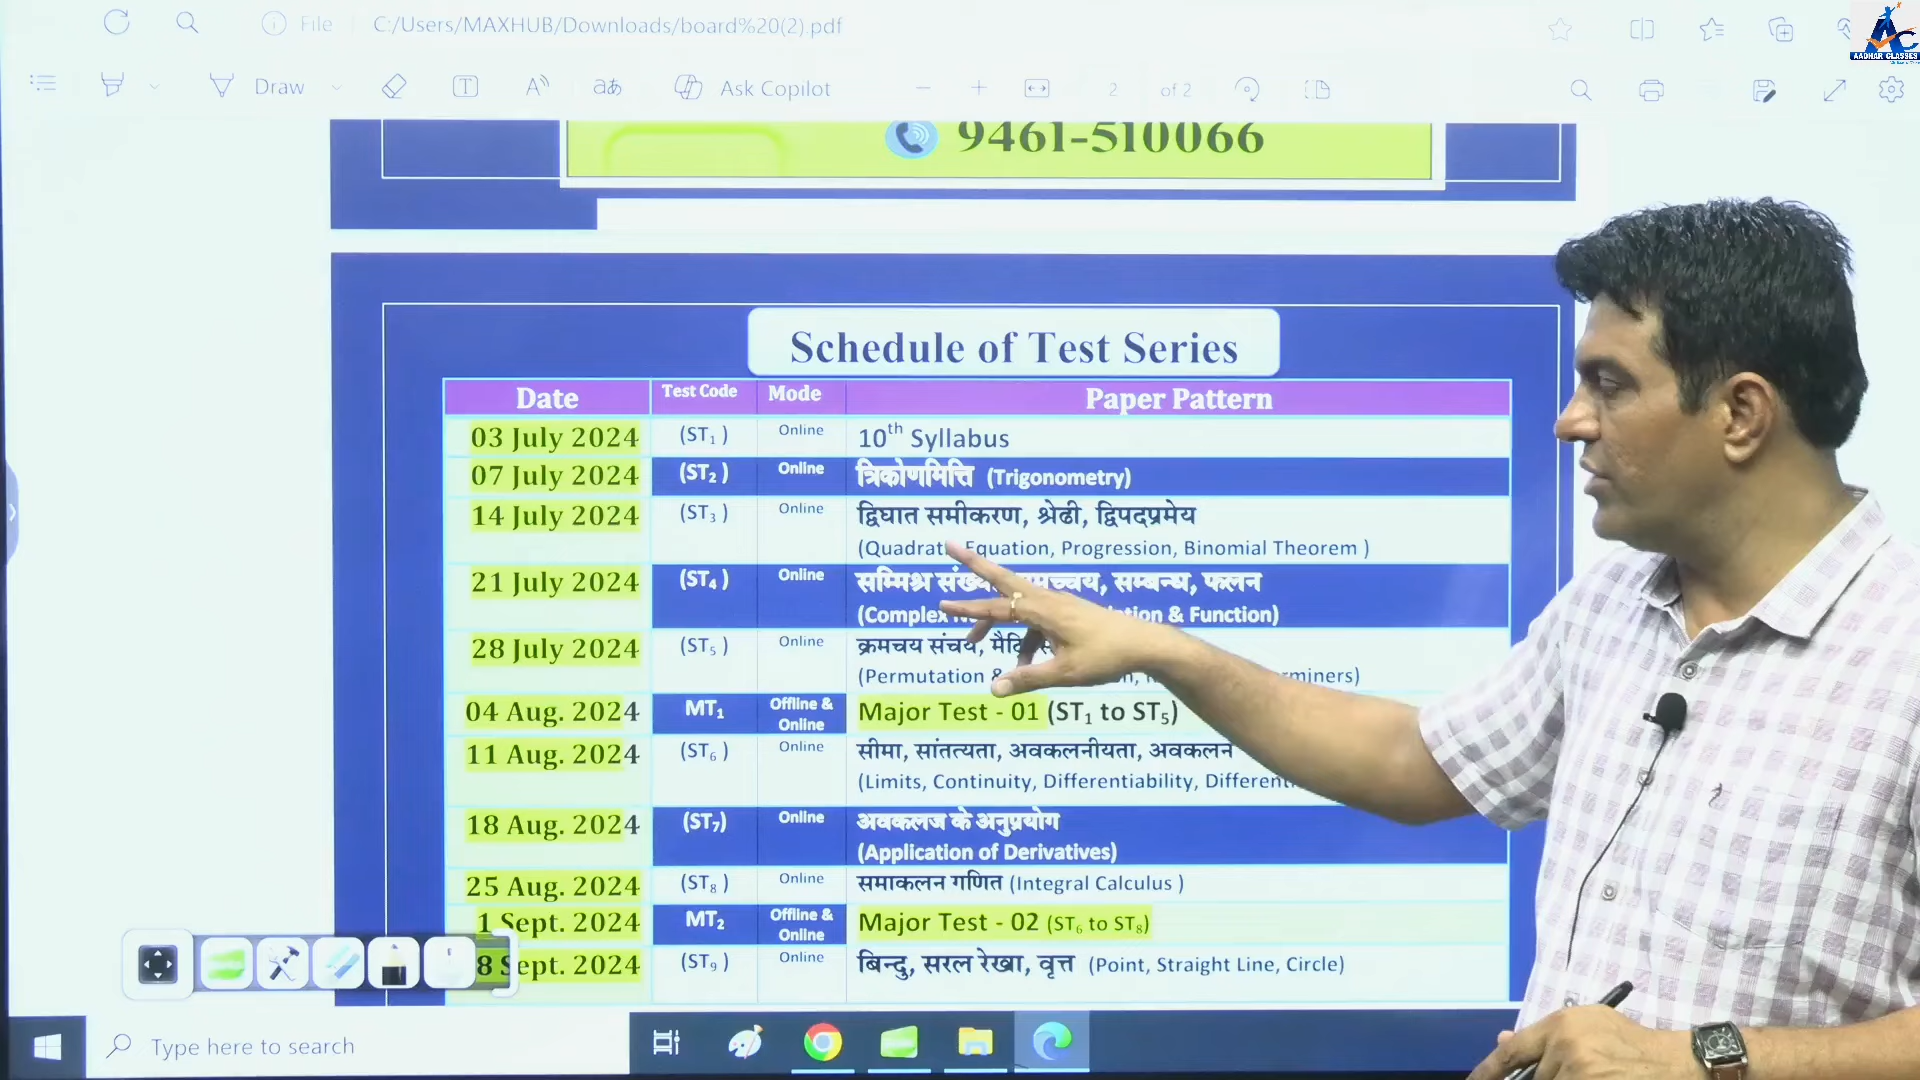 File C:/Users/MAXHUB/Downloads/board%20(2).pdf
AADHAR CLASSES
Draw Ask Copilot 2 of 2
9461-510066
Schedule of Test Series
Date Test Code Mode Paper Pattern
03 July 2024 (ST1) Online 10th Syllabus
07 July 2024 (ST2) Online त्रिकोणमिति (Trigonometry)
14 July 2024 (ST3) Online द्विघात समीकरण, श्रेढी, द्विपदप्रमेय
(Quadrat Equation, Progression, Binomial Theorem )
21 July 2024 (ST4) Online सम्मिश्र सम्बन्ध, फलन
(Complex & Function)
28 July 2024 (ST5) Online क्रमचय संचय,
(Permutation &
04 Aug. 2024 MT1 Offline & Online Major Test - 01 (ST1 to ST5)
11 Aug. 2024 (ST6) Online सीमा, सांतत्यता, अवकलनीयता, अवकलन
(Limits, Continuity, Differentiability,
18 Aug. 2024 (ST7) Online अवकलज के अनुप्रयोग
(Application of Derivatives)
25 Aug. 2024 (ST8) Online समाकलन गणित (Integral Calculus )
1 Sept. 2024 MT2 Offline & Online Major Test - 02 (ST6 to ST8)
8 Sept. 2024 (ST9) Online बिन्दु, सरल रेखा, वृत्त (Point, Straight Line, Circle)
Type here to search